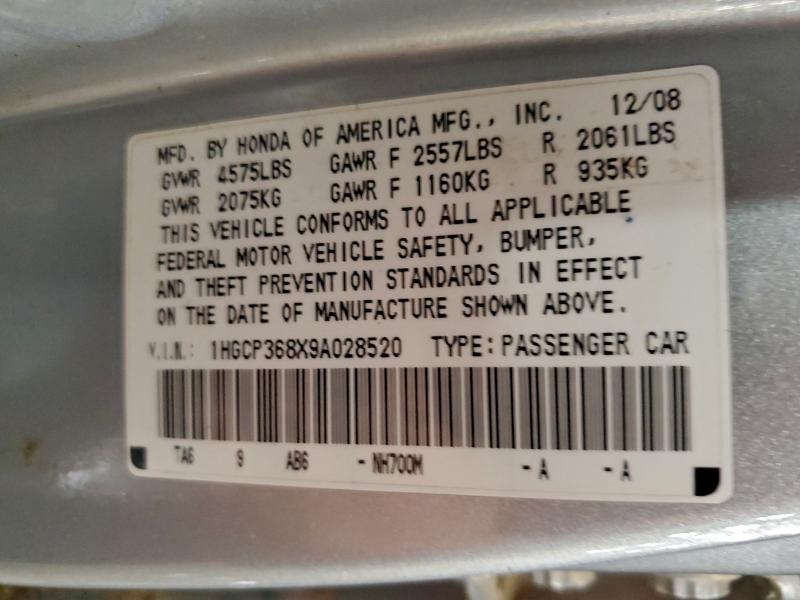 MFD. BY HONDA OF AMERICA MFG., INC. 12/08
GVWR 4575LBS GAWR F 2557LBS R 2061LBS
GVWR 2075KG GAWR F 1160KG R 935KG
THIS VEHICLE CONFORMS TO ALL APPLICABLE
FEDERAL MOTOR VEHICLE SAFETY, BUMPER,
AND THEFT PREVENTION STANDARDS IN EFFECT
ON THE DATE OF MANUFACTURE SHOWN ABOVE.
V.I.N.: 1HGCP368X9A028520 TYPE: PASSENGER CAR
TA6 9 AB6 - NH700M - A - A